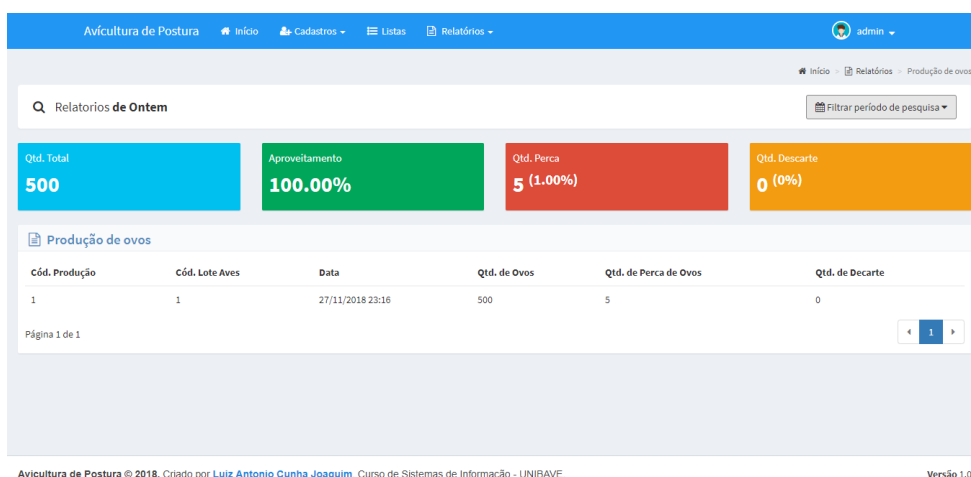 Avícultura de Postura Início Cadastros Listas Relatórios admin
Início > Relatórios > Produção de ovos
Relatorios de Ontem Filtrar período de pesquisa
Qtd. Total Aproveitamento Qtd. Perca Qtd. Descarte
500 100.00% 5 (1.00%) 0 (0%)
Produção de ovos
Cód. Produção Cód. Lote Aves Data Qtd. de Ovos Qtd. de Perca de Ovos Qtd. de Decarte
1 1 27/11/2018 23:16 500 5 0
Página 1 de 1 1
Avicultura de Postura © 2018. Criado por Luiz Antonio Cunha Joaquim Curso de Sistemas de Informação - UNIBAVE Versão 1.0